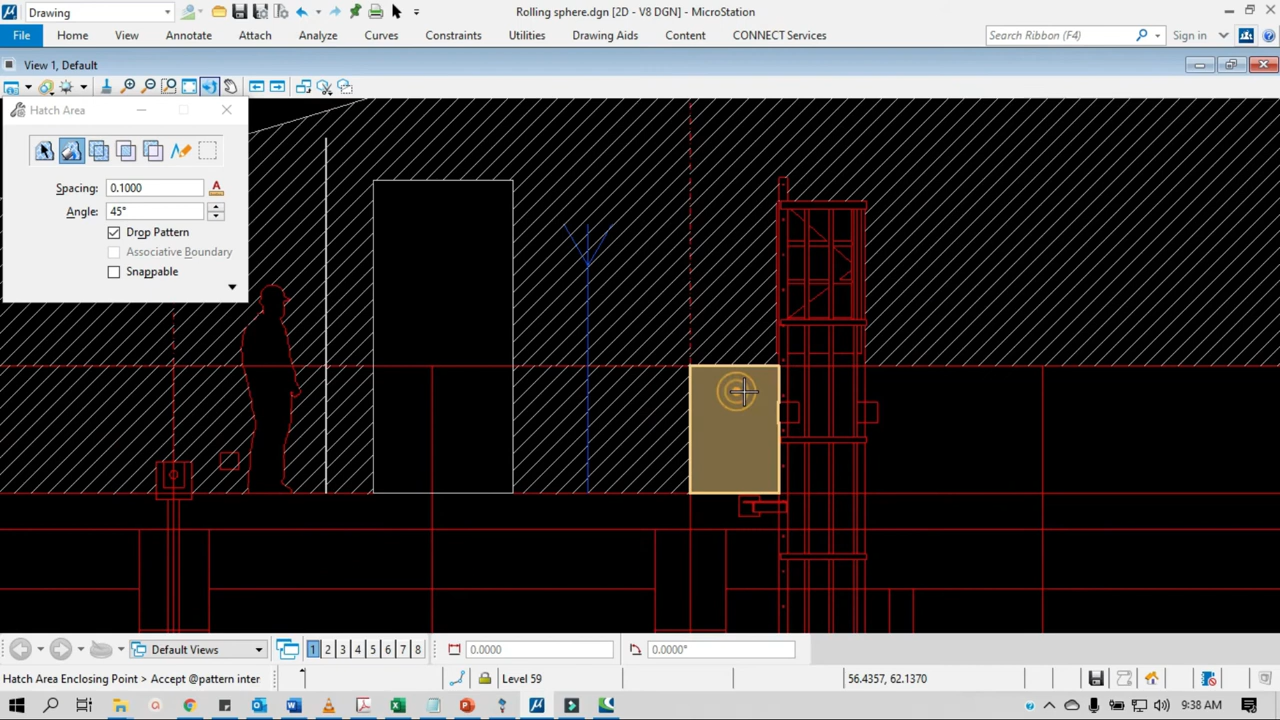 Drawing
Rolling sphere.dgn [2D - V8 DGN] - MicroStation
File Home View Annotate Attach Analyze Curves Constraints Utilities Drawing Aids Content CONNECT Services Search Ribbon (F4) Sign in
View 1, Default
Hatch Area
Spacing: 0.1000
Angle: 45°
Drop Pattern
Associative Boundary
Snappable
Default Views 1 2 3 4 5 6 7 8 0.0000 0.0000°
Hatch Area Enclosing Point > Accept @pattern inter Level 59 56.4357, 62.1370
9:38 AM